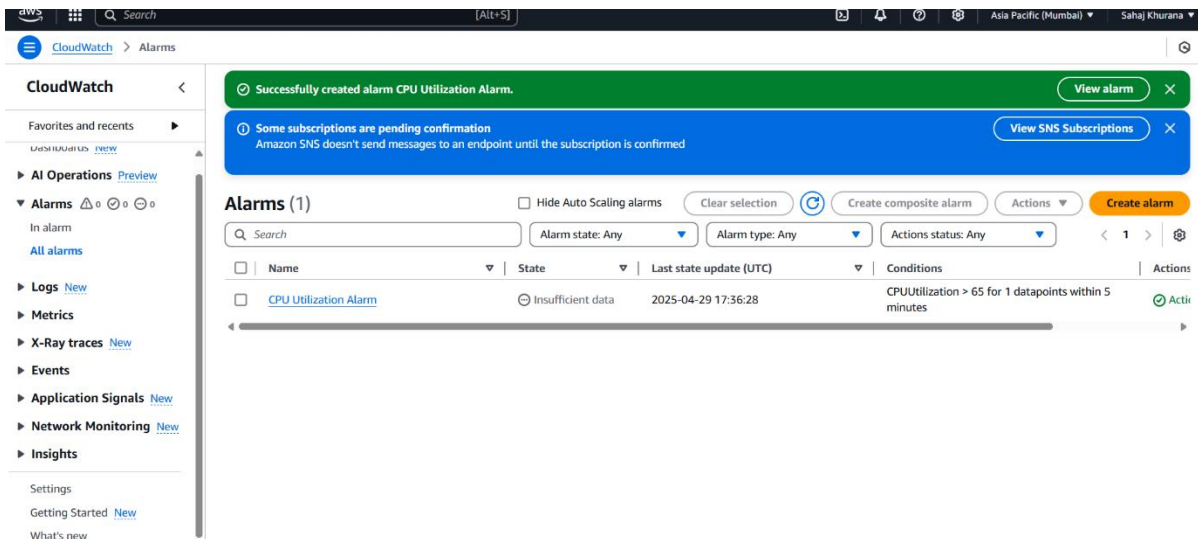 aws
Search [Alt+S] Asia Pacific (Mumbai) ▼ Sahaj Khurana ▼
CloudWatch > Alarms
CloudWatch
Favorites and recents
Dashboards New
AI Operations Preview
Alarms 0 0 0
In alarm
All alarms
Logs New
Metrics
X-Ray traces New
Events
Application Signals New
Network Monitoring New
Insights
Settings
Getting Started New
What's new
Successfully created alarm CPU Utilization Alarm. View alarm
Some subscriptions are pending confirmation View SNS Subscriptions
Amazon SNS doesn't send messages to an endpoint until the subscription is confirmed
Alarms (1) Hide Auto Scaling alarms Clear selection Create composite alarm Actions ▼ Create alarm
Search Alarm state: Any Alarm type: Any Actions status: Any < 1 >
Name State Last state update (UTC) Conditions Actions
CPU Utilization Alarm Insufficient data 2025-04-29 17:36:28 CPUUtilization > 65 for 1 datapoints within 5
minutes Actio